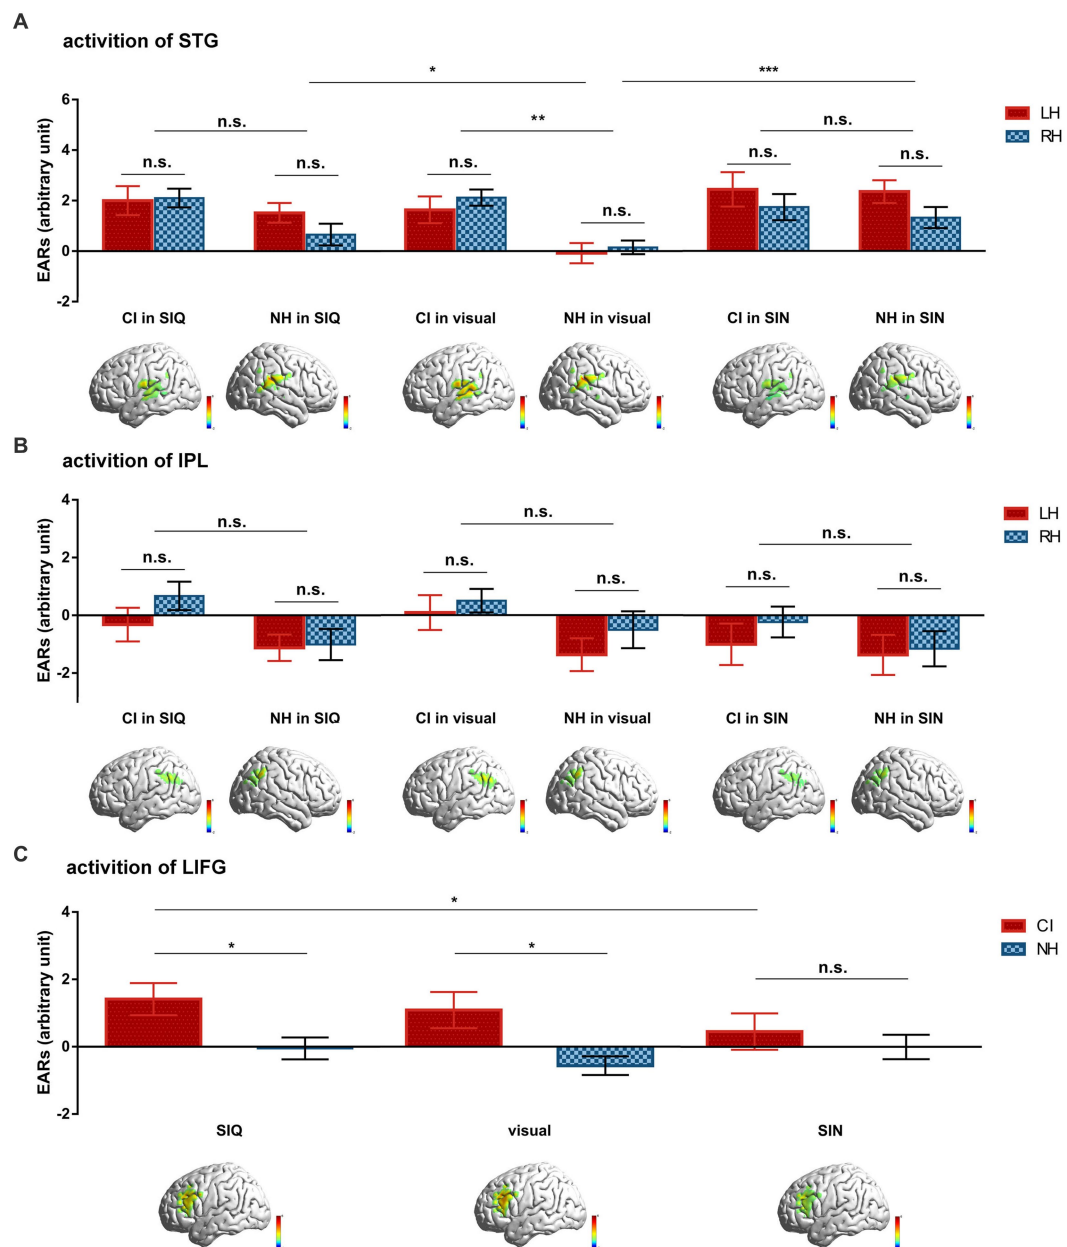 A
activition of STG
*
***
n.s.
**
n.s.
n.s.
n.s.
n.s.
n.s.
n.s.
n.s.
6
4
2
0
-2
EARs (arbitrary unit)
LH
RH
CI in SIQ
NH in SIQ
CI in visual
NH in visual
CI in SIN
NH in SIN
B
activition of IPL
n.s.
n.s.
n.s.
n.s.
n.s.
n.s.
n.s.
n.s.
n.s.
4
2
0
-2
EARs (arbitrary unit)
LH
RH
CI in SIQ
NH in SIQ
CI in visual
NH in visual
CI in SIN
NH in SIN
C
activition of LIFG
*
*
*
n.s.
4
2
0
-2
EARs (arbitrary unit)
CI
NH
SIQ
visual
SIN